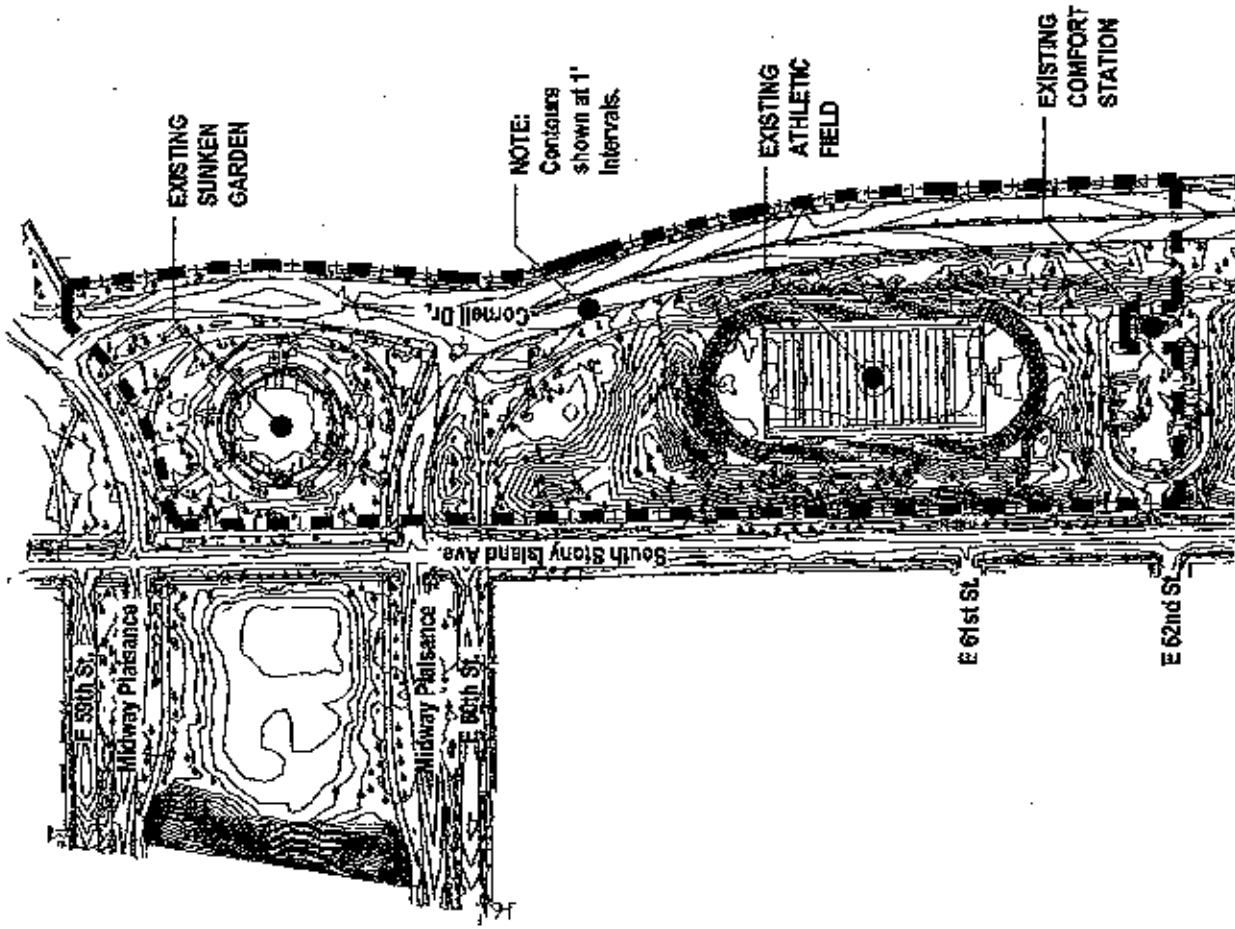 EXISTING
SUNKEN
GARDEN
NOTE:
Contours
shown at 1'
Intervals.
EXISTING
ATHLETIC
FIELD
EXISTING
COMFORT
STATION
Cornell Dr.
South Stony Island Ave
E 59th St.
Midway Plaisance
Midway Plaisance
E 60th St.
E 61st St.
E 62nd St.